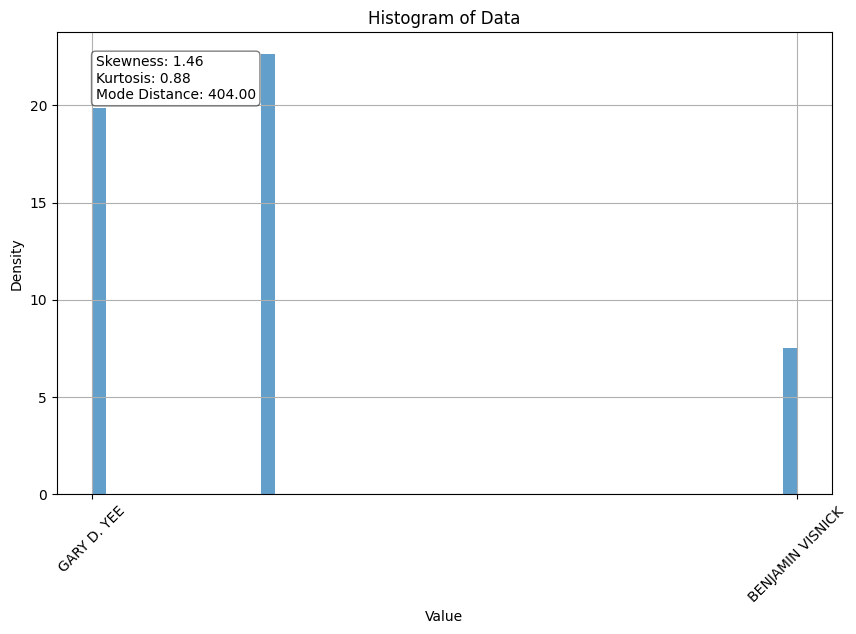 Histogram of Data
Skewness: 1.46
Kurtosis: 0.88
Mode Distance: 404.00
20
15
10
5
0
Density
GARY D. YEE
BENJAMIN VISNICK
Value